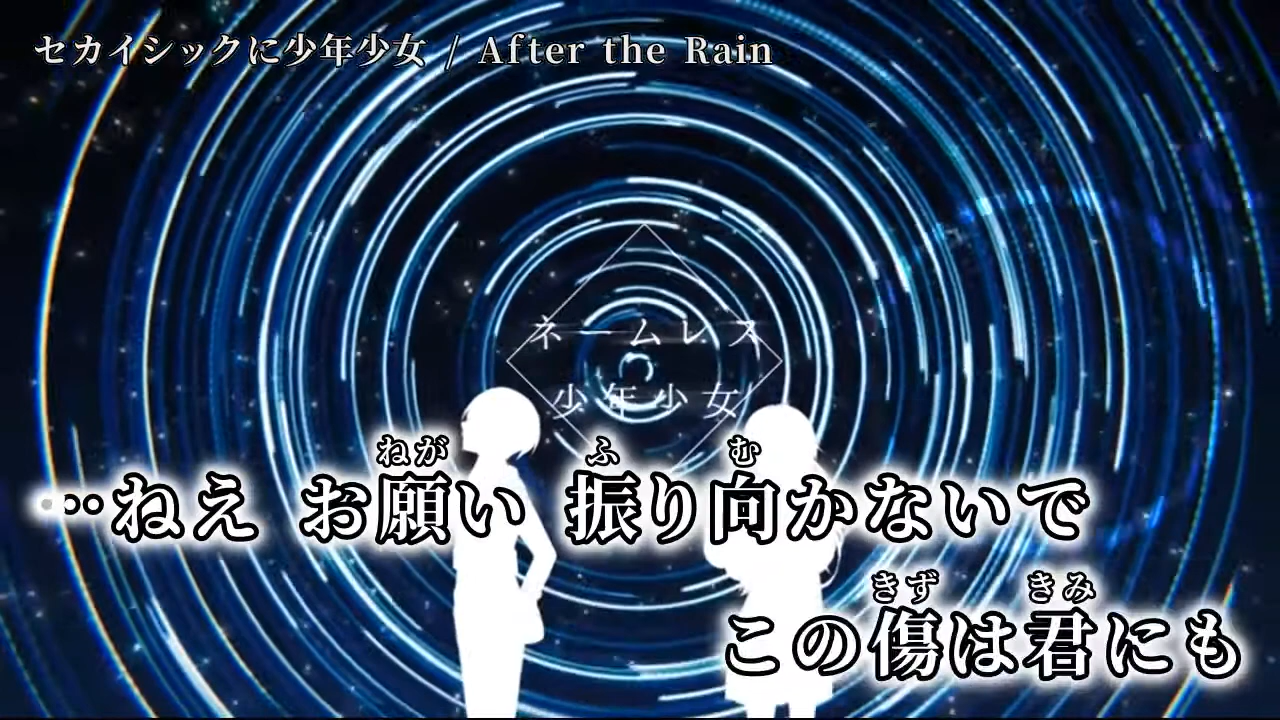 セカイシックに少年少女 / After the Rain
ネームレス
少年少女
…ねえ お願い 振り向かないで
ねが ふ む
この傷は君にも
きず きみ